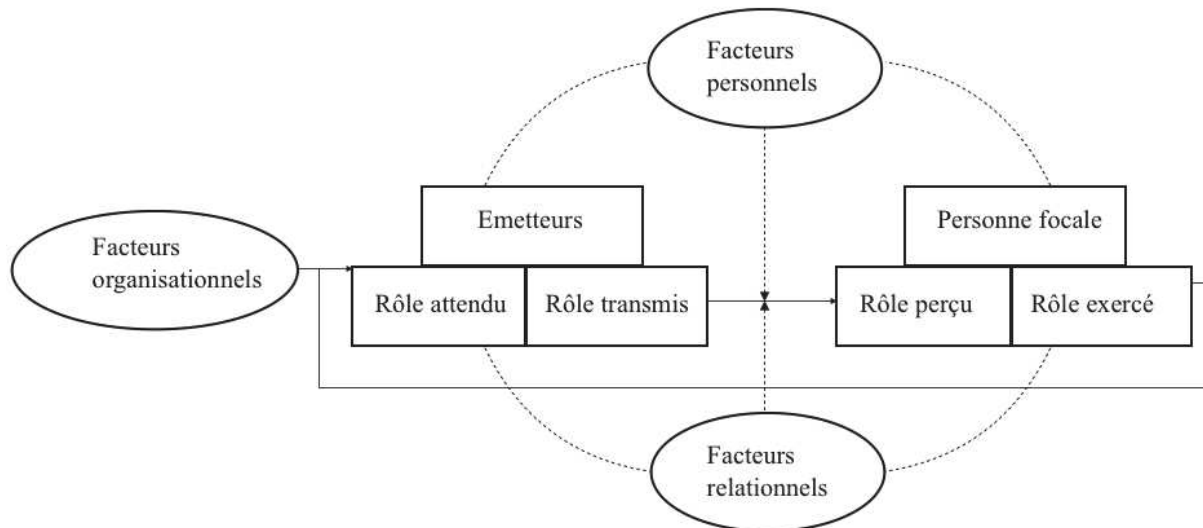 Facteurs
personnels
Emetteurs
Personne focale
Facteurs
organisationnels
Rôle attendu
Rôle transmis
Rôle perçu
Rôle exercé
Facteurs
relationnels